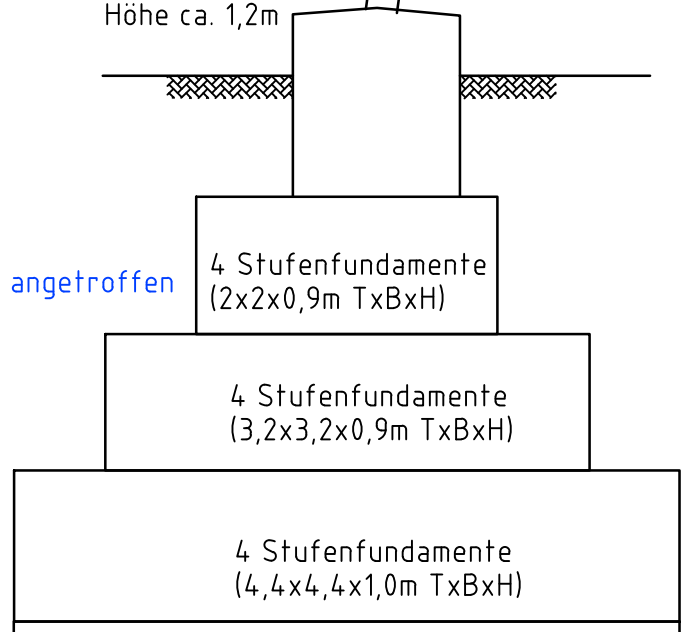 Höhe ca. 1,2m
angetroffen
4 Stufenfundamente
(2x2x0,9m TxBxH)
4 Stufenfundamente
(3,2x3,2x0,9m TxBxH)
4 Stufenfundamente
(4,4x4,4x1,0m TxBxH)